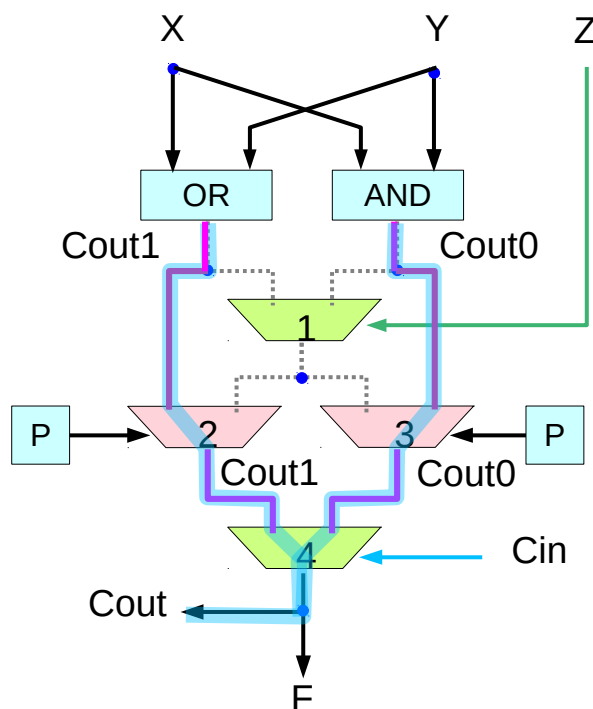 X Y Z
OR AND
Cout1 Cout0
1
P 2 3 P
Cout1 Cout0
4 Cin
Cout
F